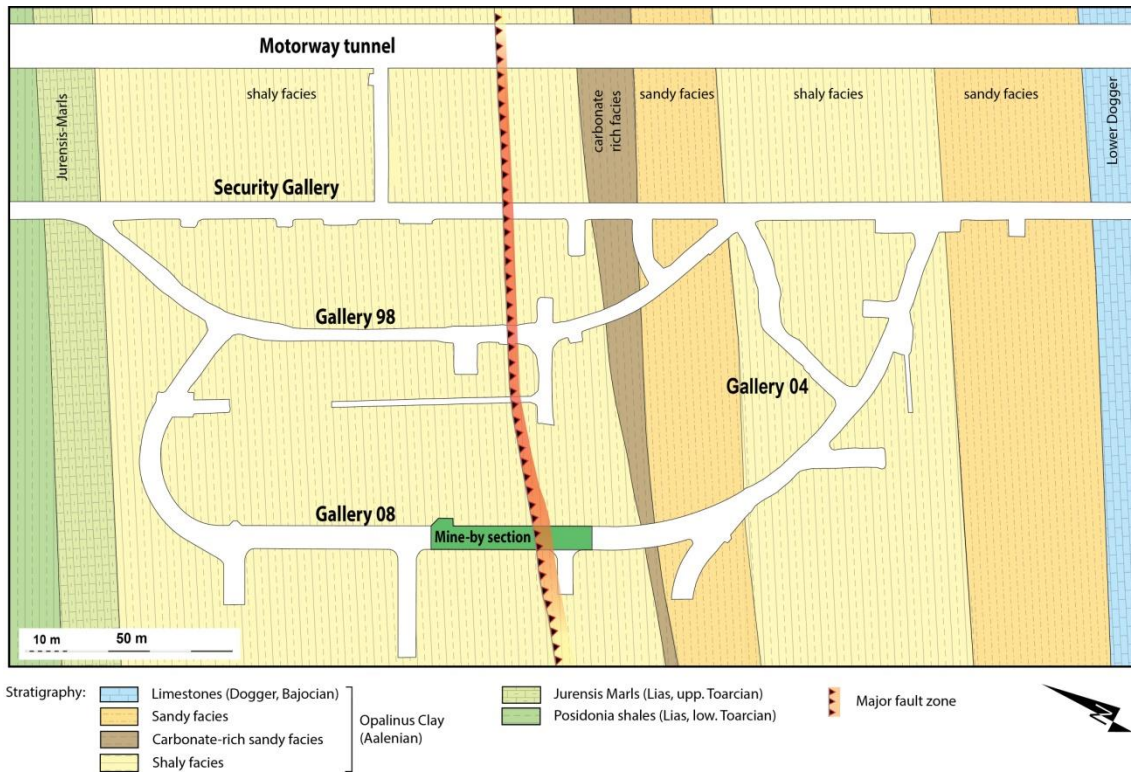 Motorway tunnel
Jurensis-Marls
shaly facies
carbonate
rich facies
sandy facies
shaly facies
sandy facies
Lower Dogger
Security Gallery
Gallery 98
Gallery 04
Gallery 08
Mine-by section
10 m 50 m
Stratigraphy:
Limestones (Dogger, Bajocian)
Sandy facies
Carbonate-rich sandy facies
Shaly facies
Opalinus Clay
(Aalenian)
Jurensis Marls (Lias, upp. Toarcian)
Posidonia shales (Lias, low. Toarcian)
Major fault zone
N